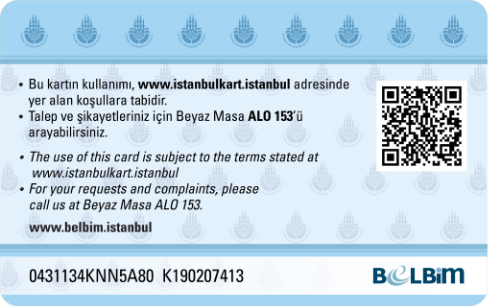 • Bu kartın kullanımı, www.istanbulkart.istanbul adresinde
yer alan koşullara tabidir.
• Talep ve şikayetleriniz için Beyaz Masa ALO 153'ü
arayabilirsiniz.
• The use of this card is subject to the terms stated at
www.istanbulkart.istanbul
• For your requests and complaints, please
call us at Beyaz Masa ALO 153.
www.belbim.istanbul
0431134KNN5A80 K190207413
BELBiM